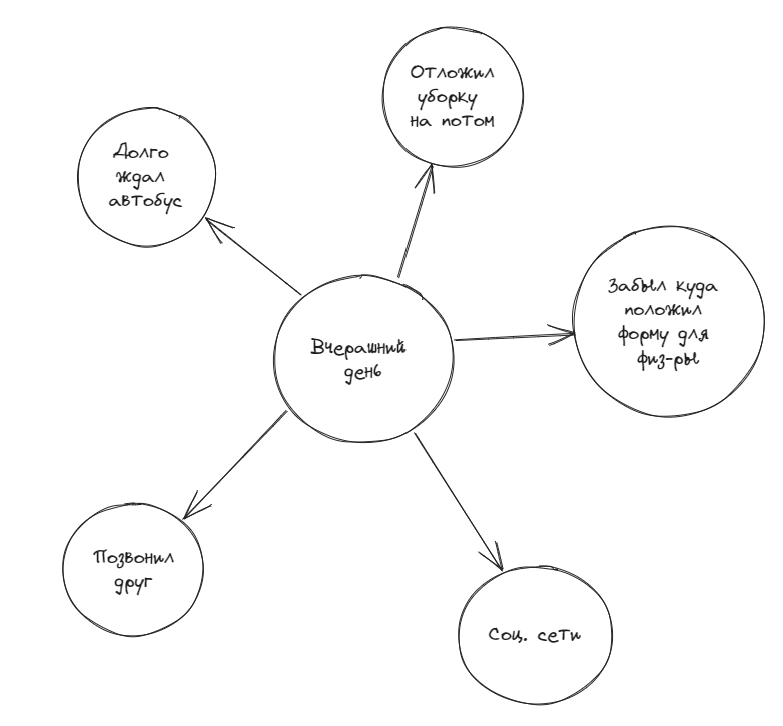 Отложил
уборку
на потом
Долго
ждал
автобус
Забыл куда
положил
форму для
физ-ры
Вчерашний
день
Позвонил
друг
Соц. сети